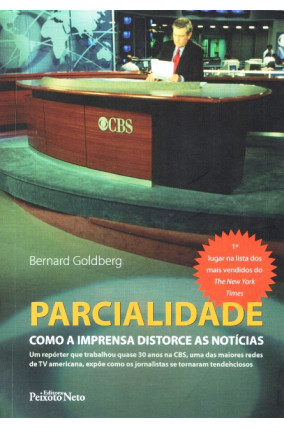 CBS
Bernard Goldberg
1º
lugar na lista dos
mais vendidos do
The New York
Times
PARCIALIDADE
COMO A IMPRENSA DISTORCE AS NOTÍCIAS
Um repórter que trabalhou quase 30 anos na CBS, uma das maiores redes
de TV americana, expõe como os jornalistas se tornaram tendenciosos
Editora
Peixoto Neto